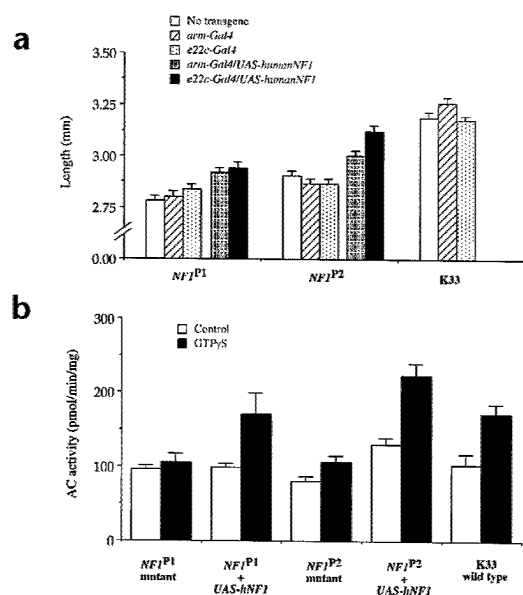 a
No transgene
arm-Gal4
e22c-Gal4
arm-Gal4/UAS-humanNF1
e22c-Gal4/UAS-humanNF1
Length (mm)
3.50
3.25
3.00
2.75
0.00
NF1P1
NF1P2
K33
b
Control
GTPγS
AC activity (pmol/min/mg)
300
200
100
0
NF1P1
mutant
NF1P1
+
UAS-hNF1
NF1P2
mutant
NF1P2
+
UAS-hNF1
K33
wild type